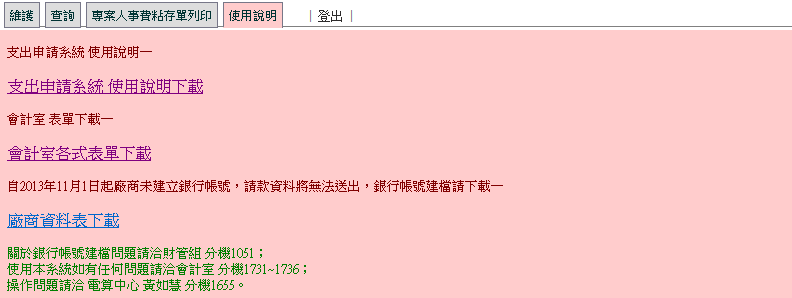 維護 查詢 專案人事費粘存單列印 使用說明 | 登出 |
支出申請系統 使用說明—
支出申請系統 使用說明下載
會計室 表單下載—
會計室各式表單下載
自2013年11月1日起廠商未建立銀行帳號，請款資料將無法送出，銀行帳號建檔請下載—
廠商資料表下載
關於銀行帳號建檔問題請洽財管組 分機1051；
使用本系統如有任何問題請洽會計室 分機1731~1736；
操作問題請洽 電算中心 黃如慧 分機1655。